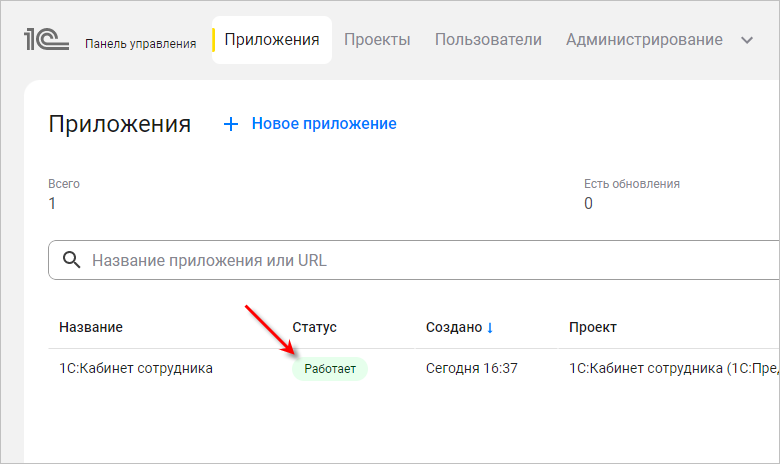 1С Панель управления Приложения Проекты Пользователи Администрирование
Приложения + Новое приложение
Всего Есть обновления
1 0
Название приложения или URL
Название Статус Создано ↓ Проект
1С:Кабинет сотрудника Работает Сегодня 16:37 1С:Кабинет сотрудника (1С:Пред